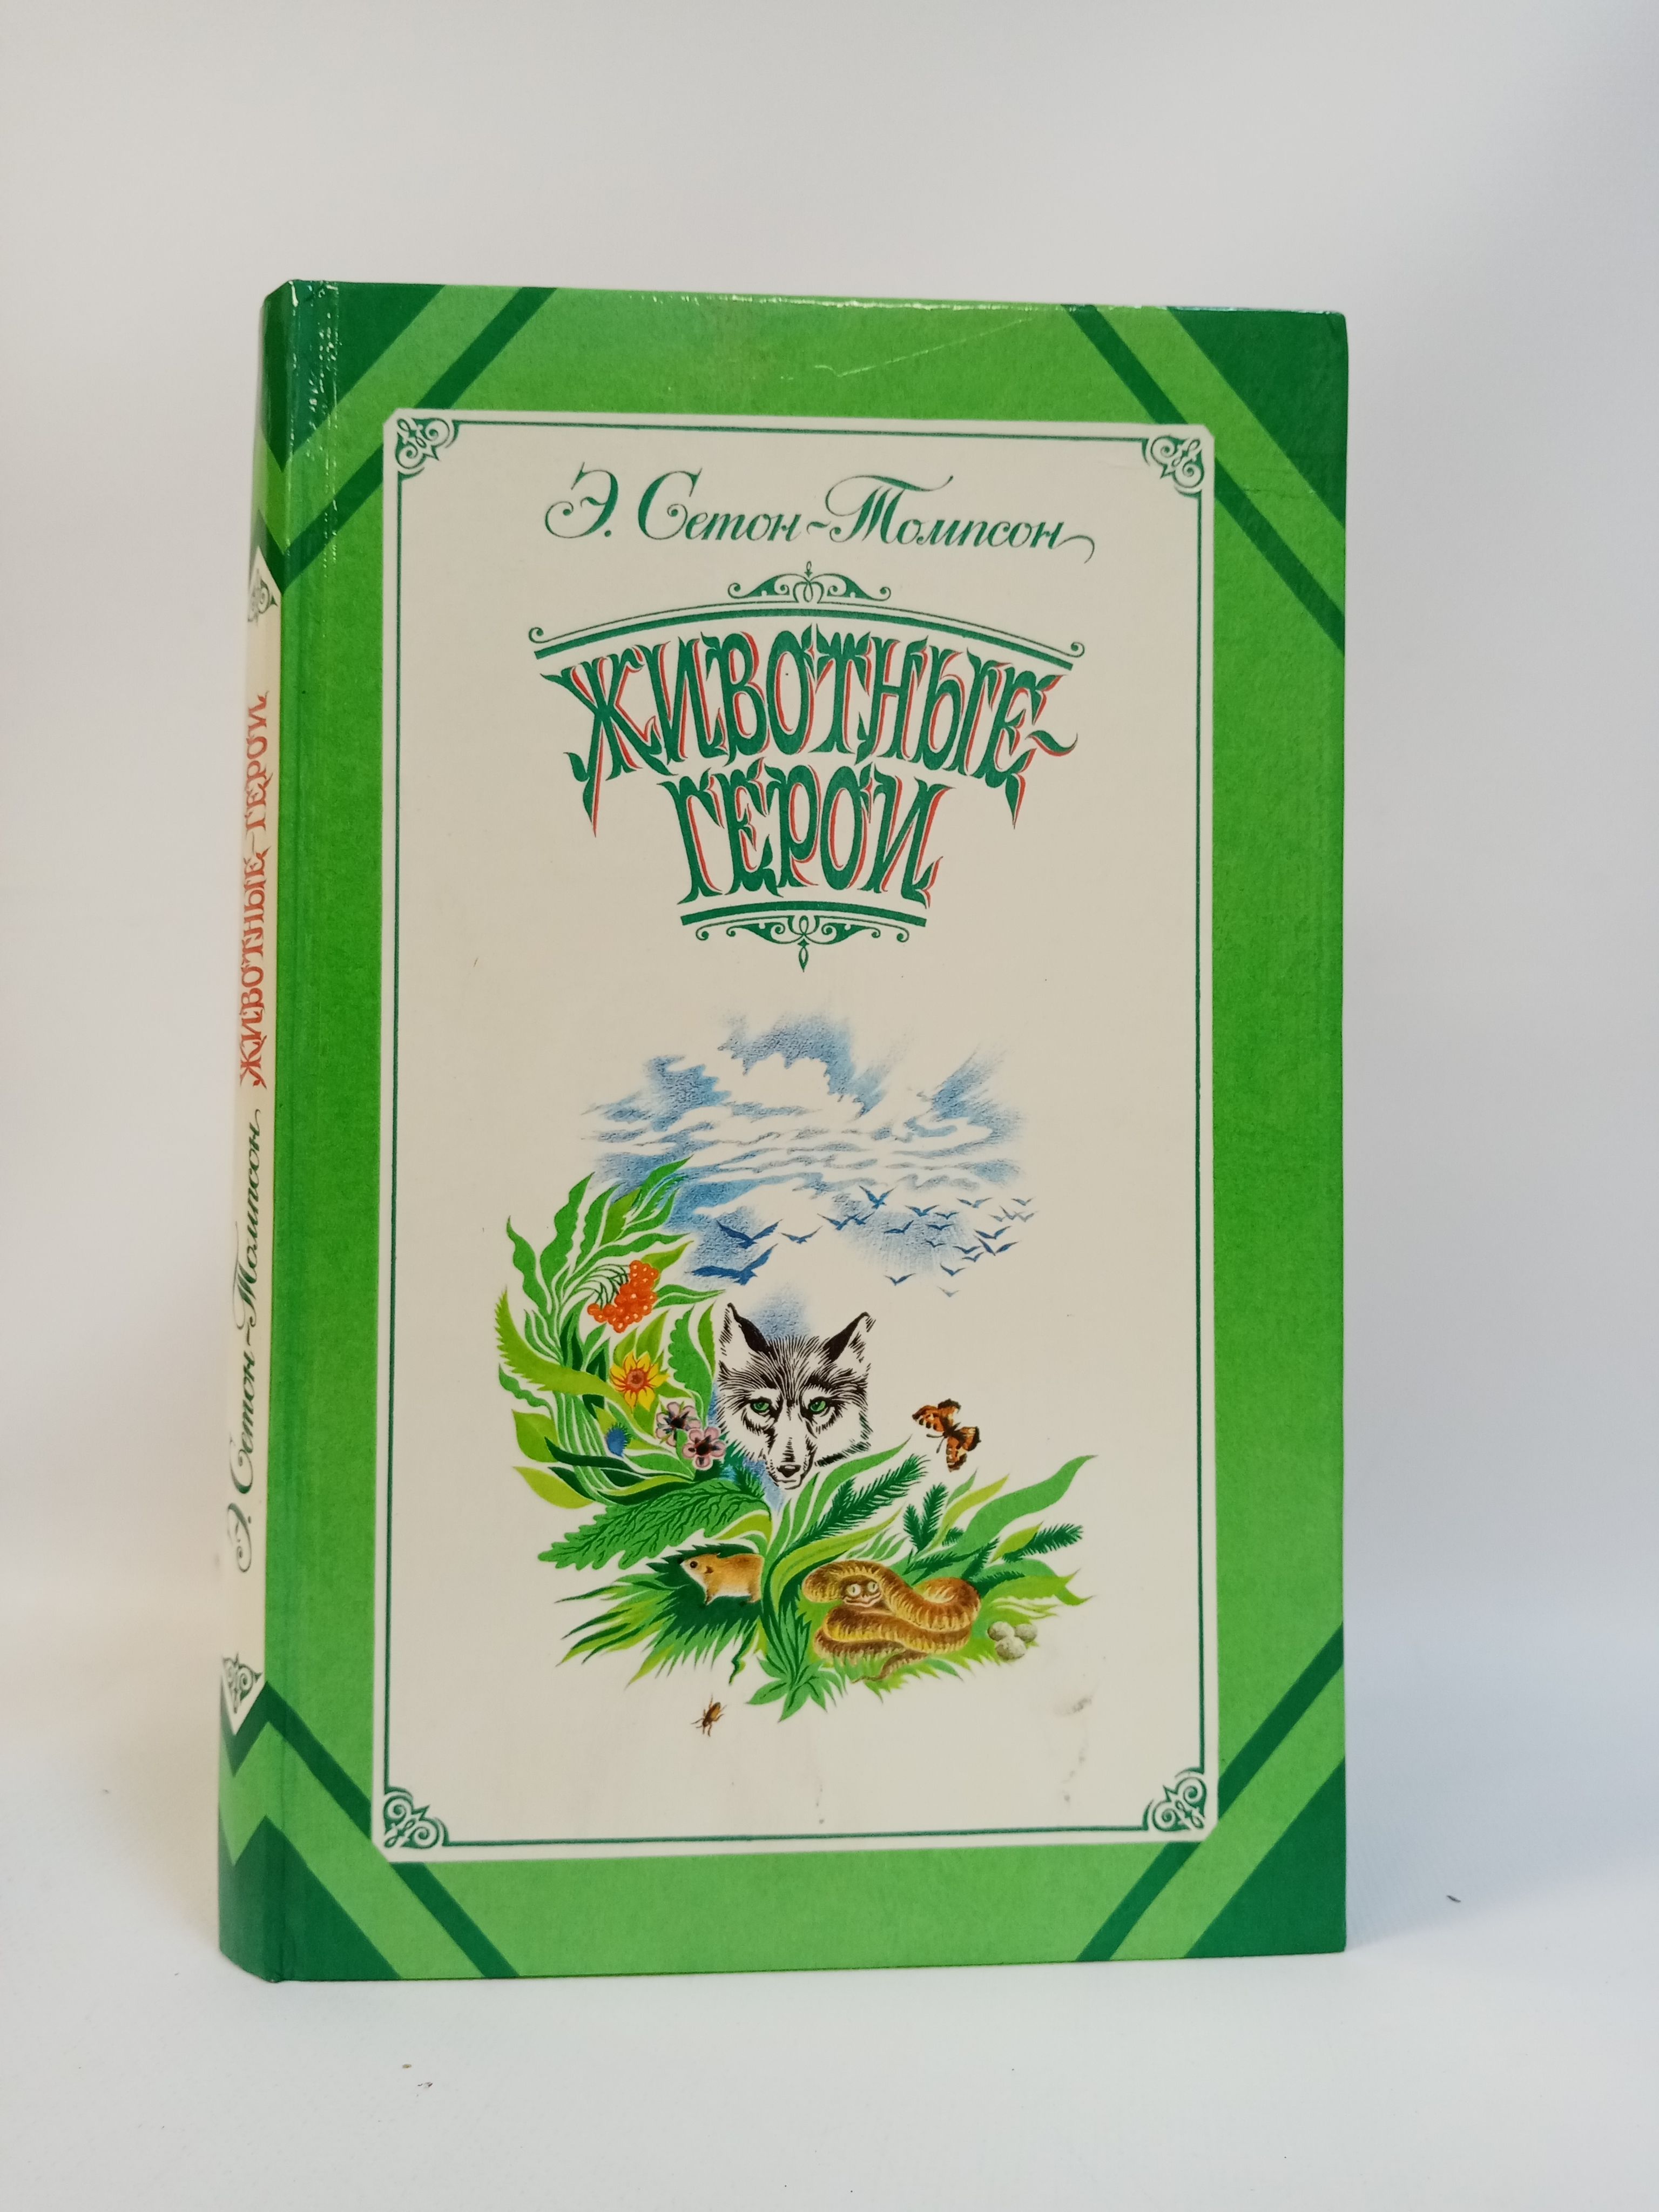 Э. Сетон-Томпсон
ЖИВОТНЫЕ-
ГЕРОИ
Э. Сетон-Томпсон ЖИВОТНЫЕ-ГЕРОИ